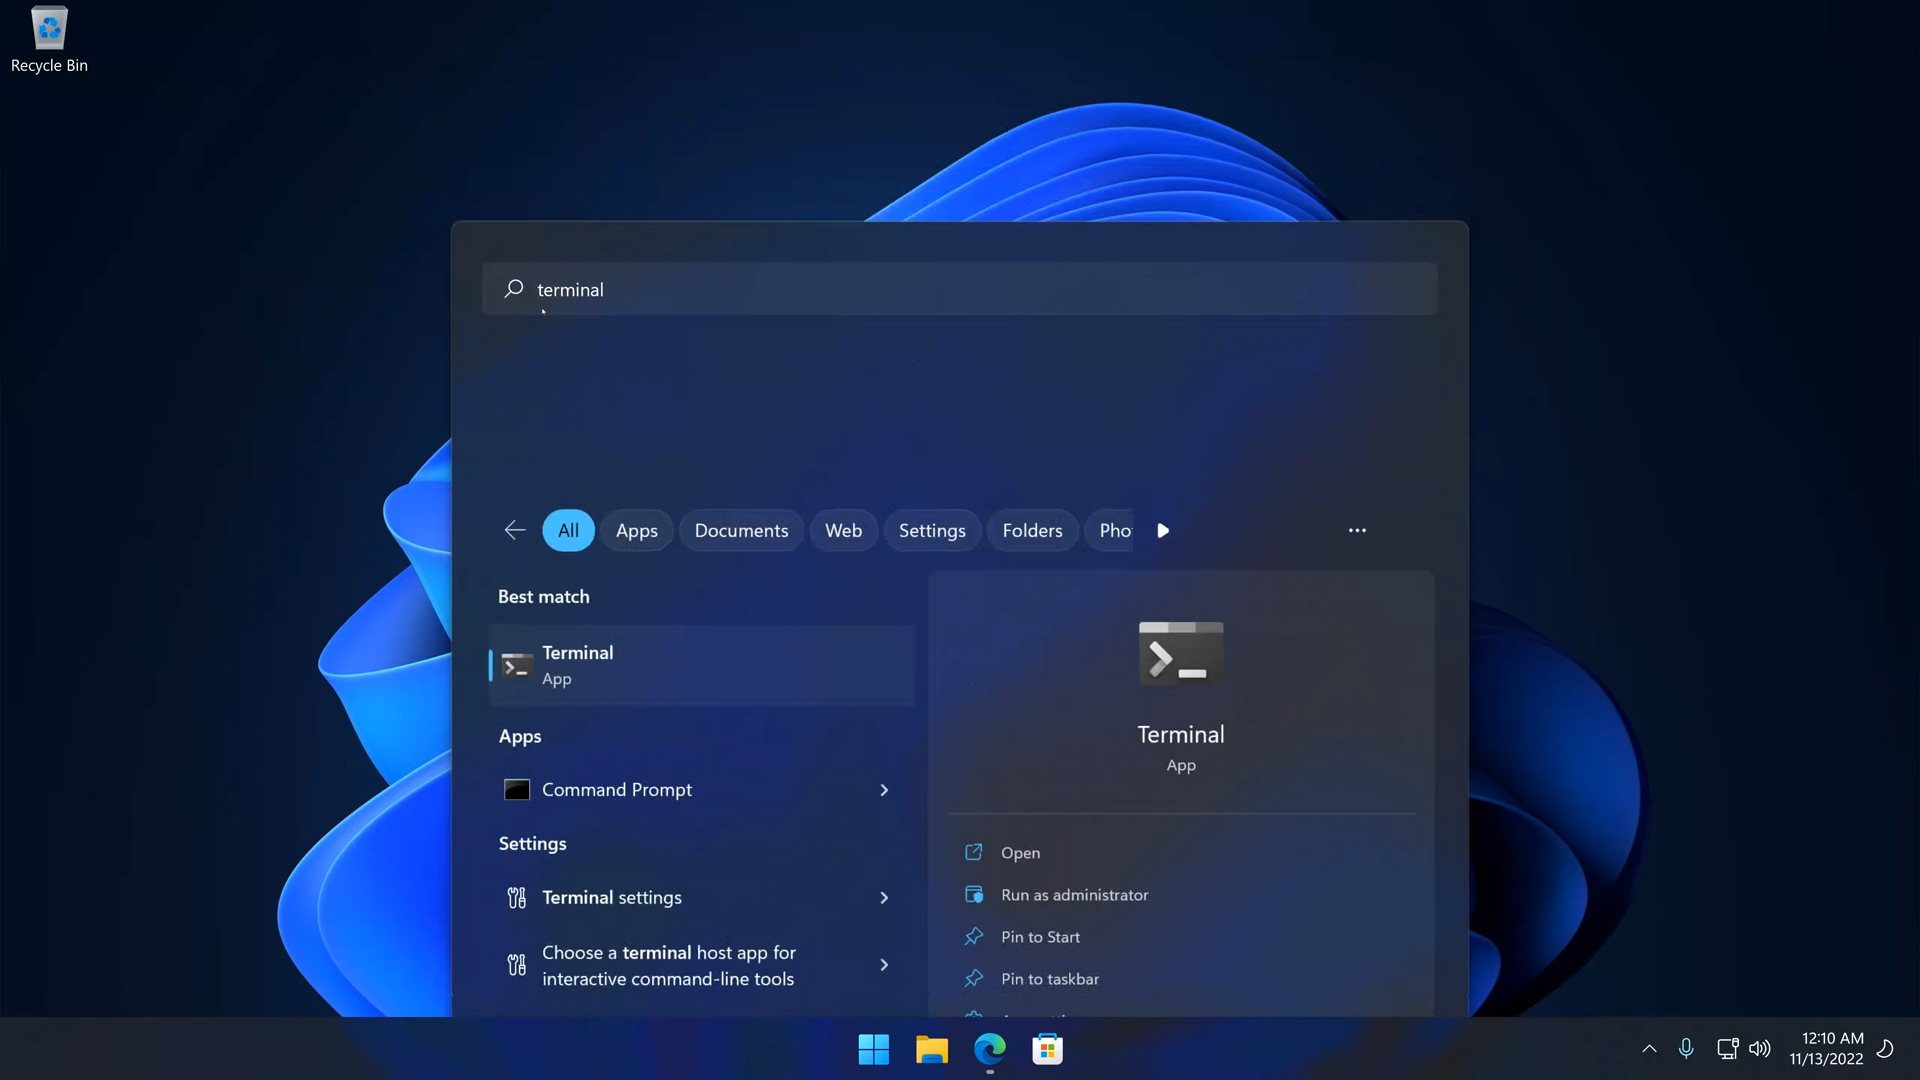 Recycle Bin
terminal
All
Apps
Documents
Web
Settings
Folders
Pho
Best match
Terminal
App
Apps
Command Prompt
Settings
Terminal settings
Choose a terminal host app for
interactive command-line tools
Terminal
App
Open
Run as administrator
Pin to Start
Pin to taskbar
12:10 AM
11/13/2022